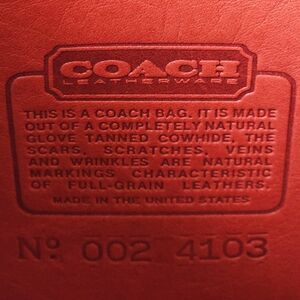 COACH
LEATHERWARE
THIS IS A COACH BAG. IT IS MADE
OUT OF A COMPLETELY NATURAL
GLOVE TANNED COWHIDE, THE
SCARS, SCRATCHES, VEINS
AND WRINKLES ARE NATURAL
MARKINGS CHARACTERISTIC
OF FULL-GRAIN LEATHERS.
MADE IN THE UNITED STATES
Nº 002 4103